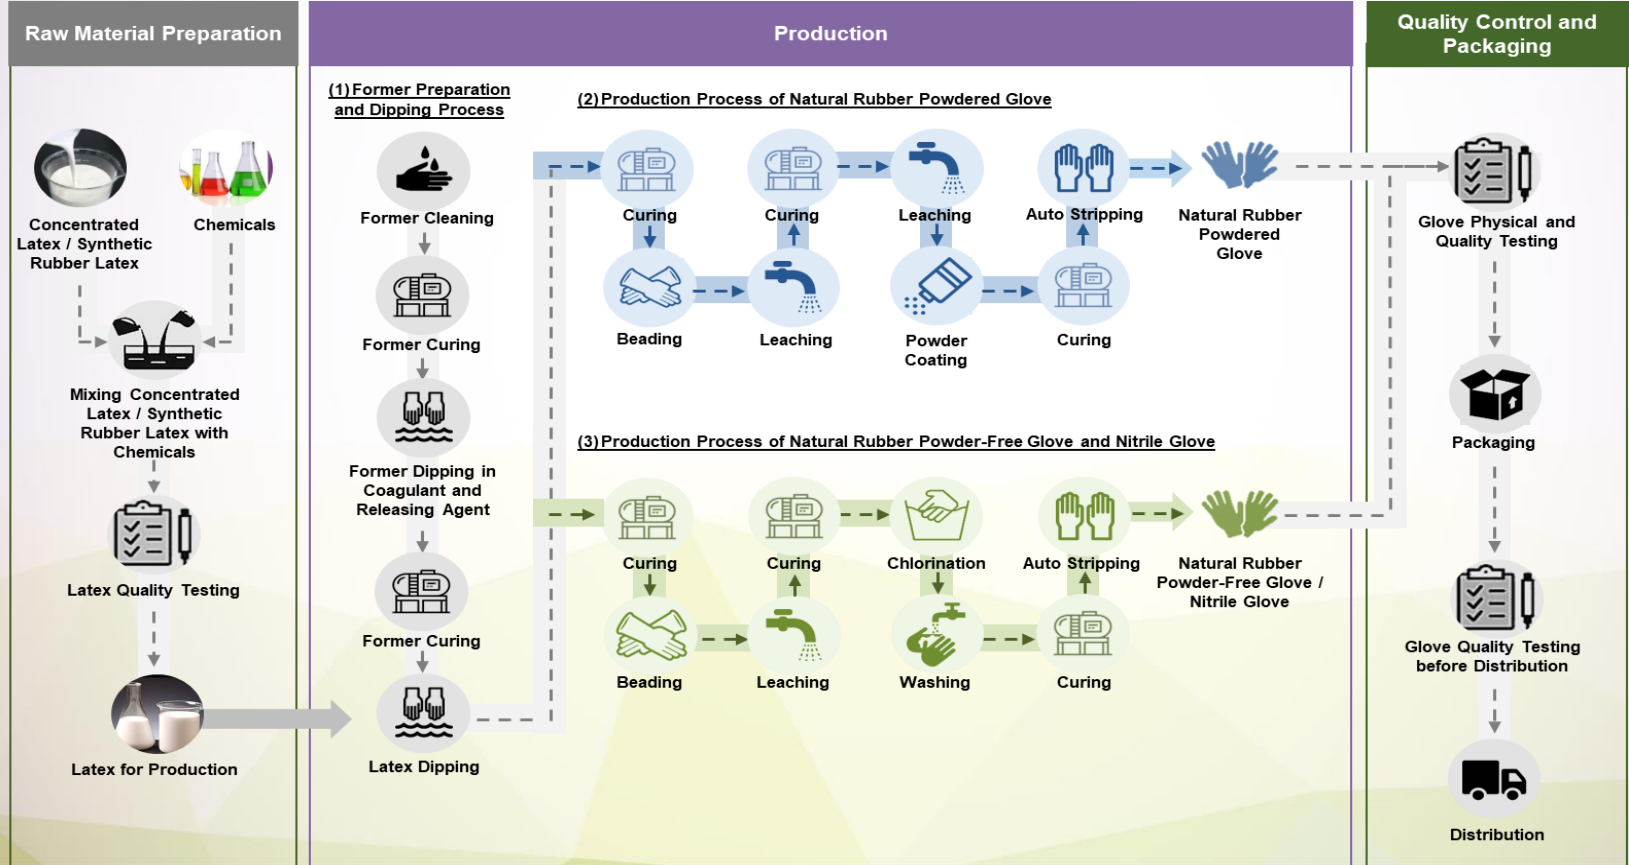 Raw Material Preparation
Concentrated
Latex / Synthetic
Rubber Latex
Chemicals
Mixing Concentrated
Latex / Synthetic
Rubber Latex with
Chemicals
Latex Quality Testing
Latex for Production
Production
(1) Former Preparation
and Dipping Process
Former Cleaning
Former Curing
Former Dipping in
Coagulant and
Releasing Agent
Former Curing
Latex Dipping
(2) Production Process of Natural Rubber Powdered Glove
Curing
Beading
Leaching
Curing
Leaching
Powder
Coating
Curing
Auto Stripping
Natural Rubber
Powdered
Glove
(3) Production Process of Natural Rubber Powder-Free Glove and Nitrile Glove
Curing
Beading
Leaching
Curing
Chlorination
Washing
Curing
Auto Stripping
Natural Rubber
Powder-Free Glove /
Nitrile Glove
Quality Control and
Packaging
Glove Physical and
Quality Testing
Packaging
Glove Quality Testing
before Distribution
Distribution